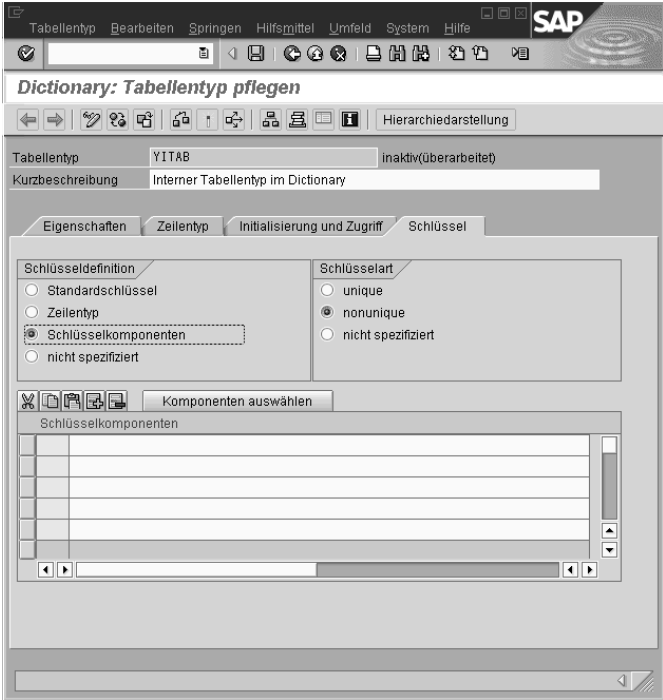 Tabellentyp Bearbeiten Springen Hilfsmittel Umfeld System Hilfe
SAP
Dictionary: Tabellentyp pflegen
Hierarchiedarstellung
Tabellentyp YITAB inaktiv(überarbeitet)
Kurzbeschreibung Interner Tabellentyp im Dictionary
Eigenschaften Zeilentyp Initialisierung und Zugriff Schlüssel
Schlüsseldefinition Schlüsselart
Standardschlüssel unique
Zeilentyp nonunique
Schlüsselkomponenten nicht spezifiziert
nicht spezifiziert
Komponenten auswählen
Schlüsselkomponenten